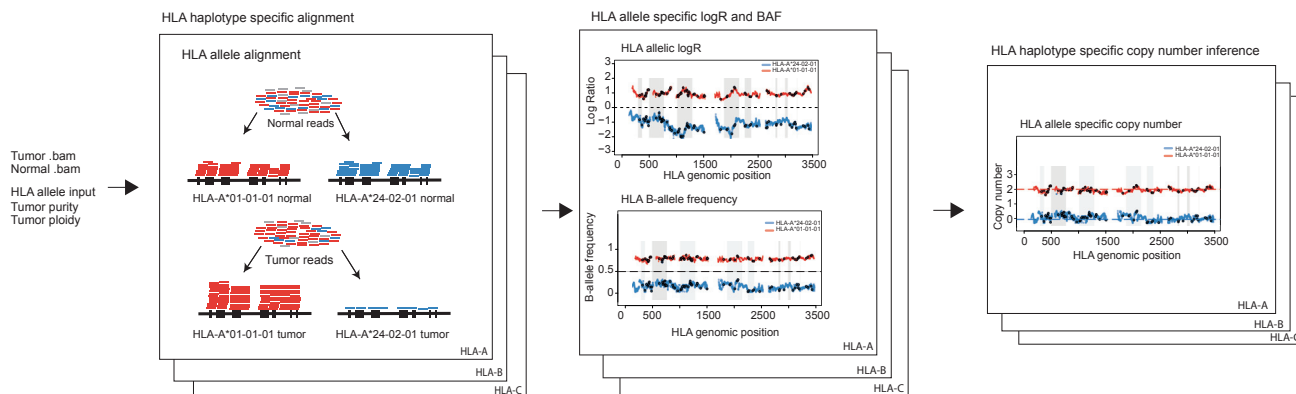 HLA haplotype specific alignment
HLA allele alignment
Normal reads
HLA-A*01-01-01 normal
HLA-A*24-02-01 normal
Tumor reads
HLA-A*01-01-01 tumor
HLA-A*24-02-01 tumor
HLA-A
HLA-B
HLA-C
Tumor .bam
Normal .bam
HLA allele input
Tumor purity
Tumor ploidy
HLA allele specific logR and BAF
HLA allelic logR
HLA-A*24-02-01
HLA-A*01-01-01
Log Ratio
3
2
1
0
−1
−2
−3
0
500
1500
2500
3500
HLA genomic position
HLA B-allele frequency
HLA-A*24-02-01
HLA-A*01-01-01
B-allele frequency
1
0.5
0
0
500
1500
2500
3500
HLA genomic position
HLA-A
HLA-B
HLA-C
HLA haplotype specific copy number inference
HLA allele specific copy number
HLA-A*24-02-01
HLA-A*01-01-01
Copy number
4
3
2
1
0
0
500
1500
2500
3500
HLA genomic position
HLA-A
HLA-B
HLA-C